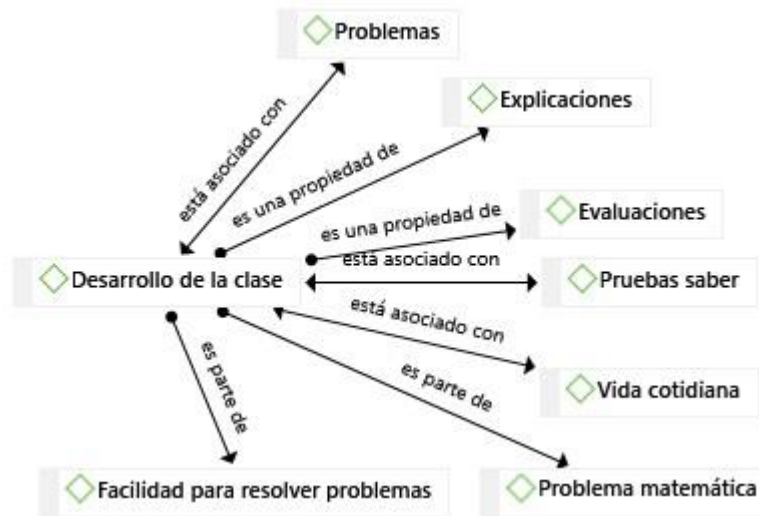 Problemas
Explicaciones
está asociado con
es una propiedad de
Evaluaciones
es una propiedad de
está asociado con
Desarrollo de la clase
Pruebas saber
está asociado con
Vida cotidiana
es parte de
es parte de
Facilidad para resolver problemas
Problema matemática